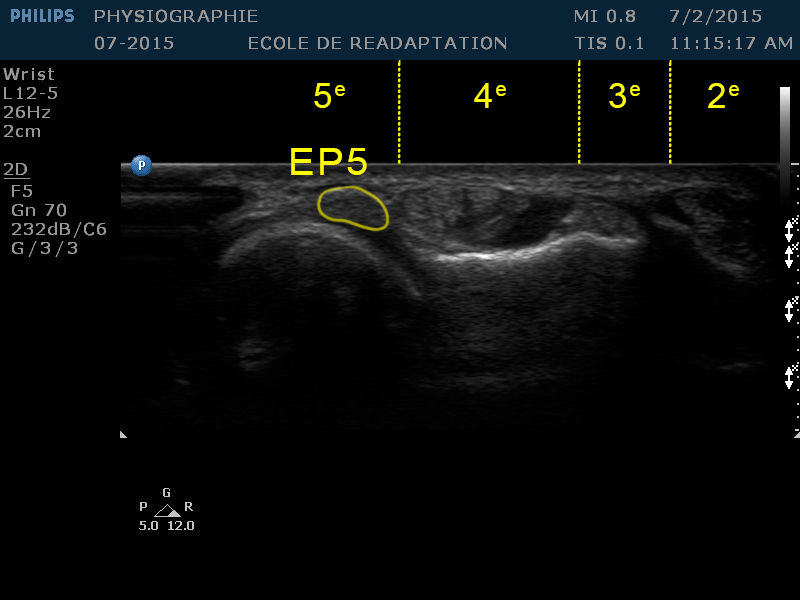 PHILIPS PHYSIOGRAPHIE MI 0.8 7/2/2015
07-2015 ECOLE DE READAPTATION TIS 0.1 11:15:17 AM
Wrist
L12-5
26Hz
2cm
5e 4e 3e 2e
EP5
P
2D
F5
Gn 70
232dB/C6
G/3/3
G
P R
5.0 12.0